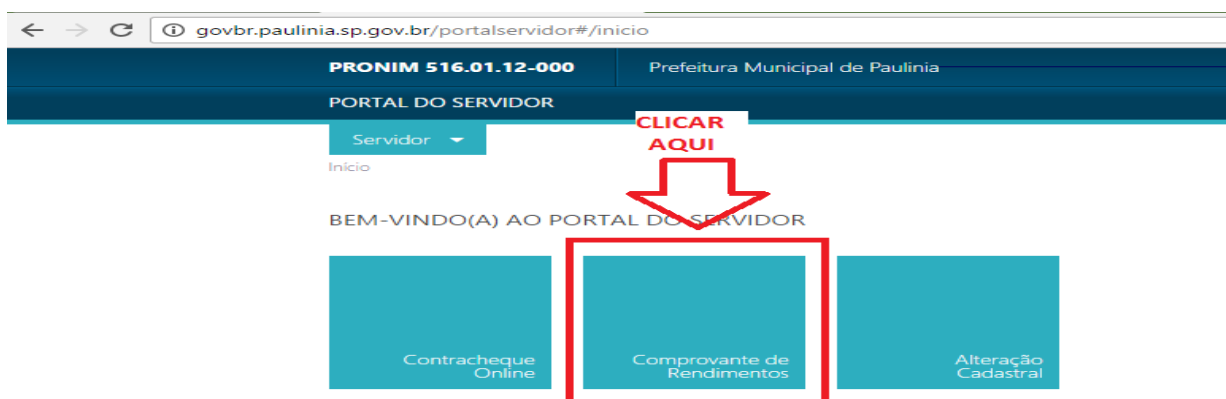 govbr.paulinia.sp.gov.br/portalservidor#/inicio
PRONIM 516.01.12-000 Prefeitura Municipal de Paulinia
PORTAL DO SERVIDOR
CLICAR
AQUI
Servidor
Início
BEM-VINDO(A) AO PORTAL DO SERVIDOR
Contracheque
Online
Comprovante de
Rendimentos
Alteração
Cadastral